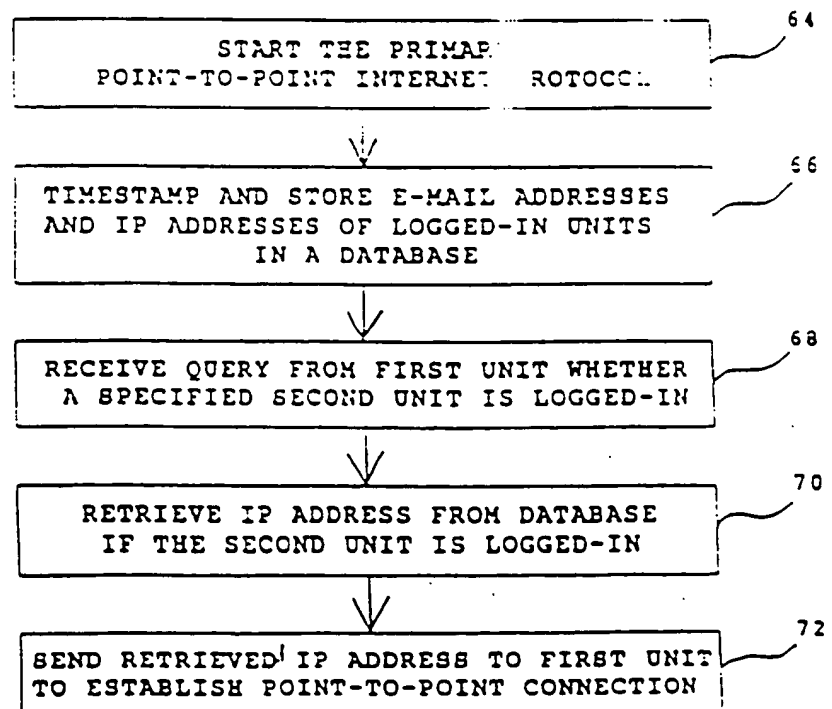 64
START THE PRIMAR
POINT-TO-POINT INTERNET ROTOCOL
66
TIMESTAMP AND STORE E-MAIL ADDRESSES
AND IP ADDRESSES OF LOGGED-IN UNITS
IN A DATABASE
68
RECEIVE QUERY FROM FIRST UNIT WHETHER
A SPECIFIED SECOND UNIT IS LOGGED-IN
70
RETRIEVE IP ADDRESS FROM DATABASE
IF THE SECOND UNIT IS LOGGED-IN
72
SEND RETRIEVED IP ADDRESS TO FIRST UNIT
TO ESTABLISH POINT-TO-POINT CONNECTION